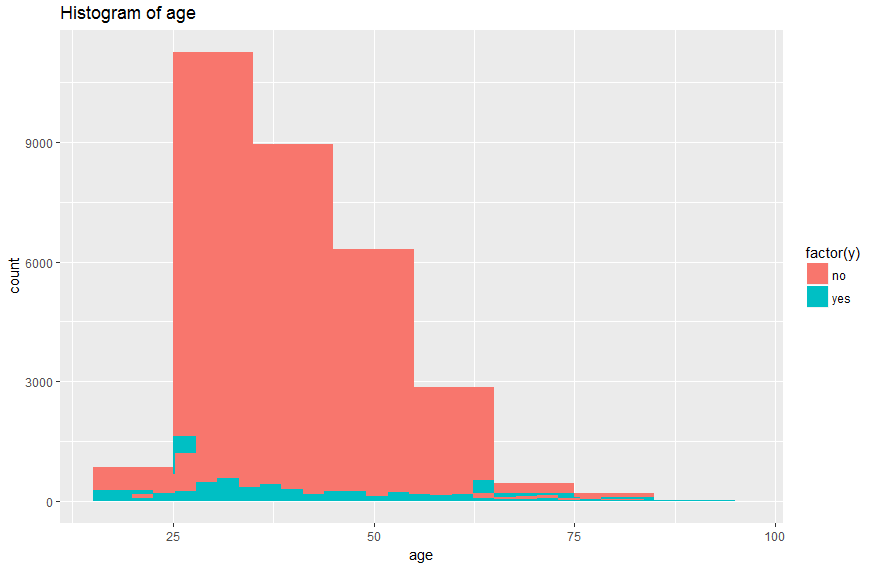 Histogram of age
count
9000
6000
3000
0
25
50
75
100
age
factor(y)
no
yes